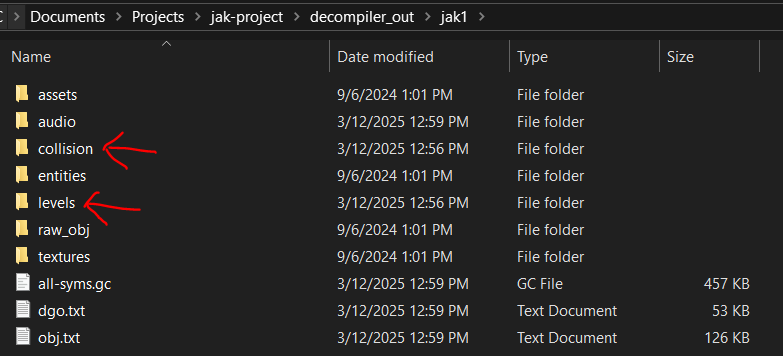 Documents > Projects > jak-project > decompiler_out > jak1 >
Name Date modified Type Size
assets 9/6/2024 1:01 PM File folder
audio 3/12/2025 12:59 PM File folder
collision 3/12/2025 12:56 PM File folder
entities 9/6/2024 1:01 PM File folder
levels 3/12/2025 12:56 PM File folder
raw_obj 9/6/2024 1:01 PM File folder
textures 9/6/2024 1:01 PM File folder
all-syms.gc 3/12/2025 12:59 PM GC File 457 KB
dgo.txt 3/12/2025 12:59 PM Text Document 53 KB
obj.txt 3/12/2025 12:59 PM Text Document 126 KB